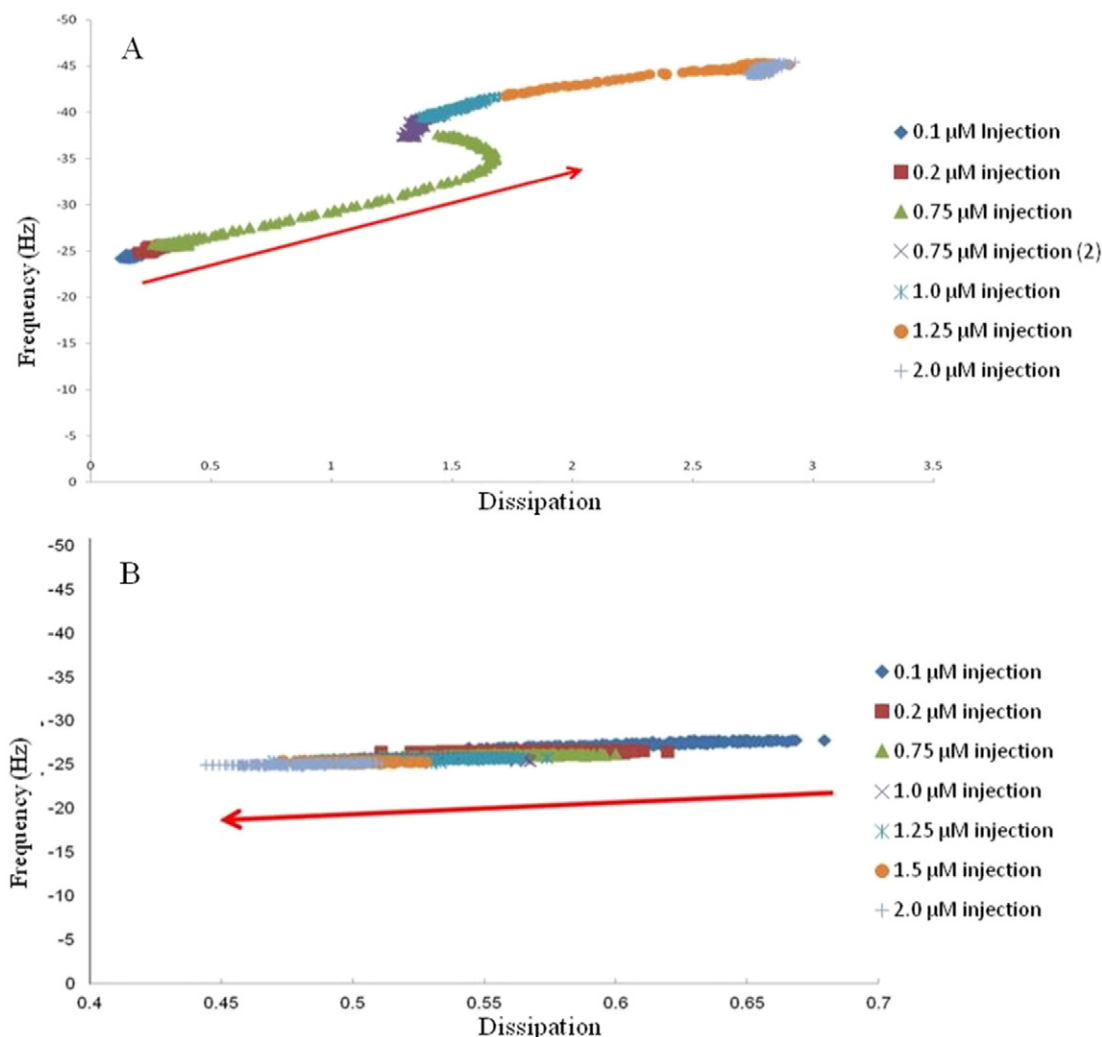 A
-50
-45
-40
-35
-30
-25
-20
-15
-10
-5
0
Frequency (Hz)
0 0.5 1 1.5 2 2.5 3 3.5
Dissipation
0.1 µM Injection
0.2 µM injection
0.75 µM injection
0.75 µM injection (2)
1.0 µM injection
1.25 µM injection
2.0 µM injection
B
-50
-45
-40
-35
-30
-25
-20
-15
-10
-5
0
Frequency (Hz)
0.4 0.45 0.5 0.55 0.6 0.65 0.7
Dissipation
0.1 µM injection
0.2 µM injection
0.75 µM injection
1.0 µM injection
1.25 µM injection
1.5 µM injection
2.0 µM injection